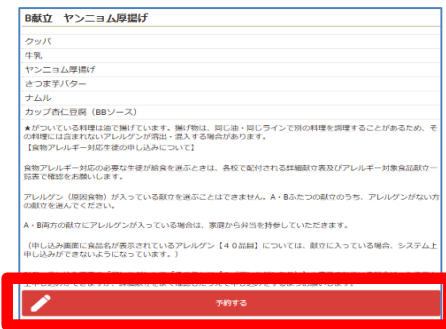 B献立 ヤンニョム厚揚げ
クッパ
牛乳
ヤンニョム厚揚げ
さつま芋バター
ナムル
カップ杏仁豆腐（BBソース）
★がついている料理は油で揚げています。揚げ物は、同じ油・同じラインで別の料理を調理することがあるため、そ
の料理には含まれないアレルゲンが溶出・混入する場合があります。
【食物アレルギー対応生徒の申し込みについて】
食物アレルギー対応の必要な生徒が給食を選ぶときは、各校で配付される詳細献立表及びアレルギー対象食品献立一
覧表で確認をお願いします。
アレルゲン（原因食物）が入っている献立を選ぶことはできません。A・Bふたつの献立のうち、アレルゲンがない方
の献立を選んでください。
A・B両方の献立にアレルゲンが入っている場合は、家庭から弁当を持参していただきます。
（申し込み画面に食品名が表示されているアレルゲン【４０品目】については、献立に入っている場合、システム上
申し込みができないようになっています。）
予約する